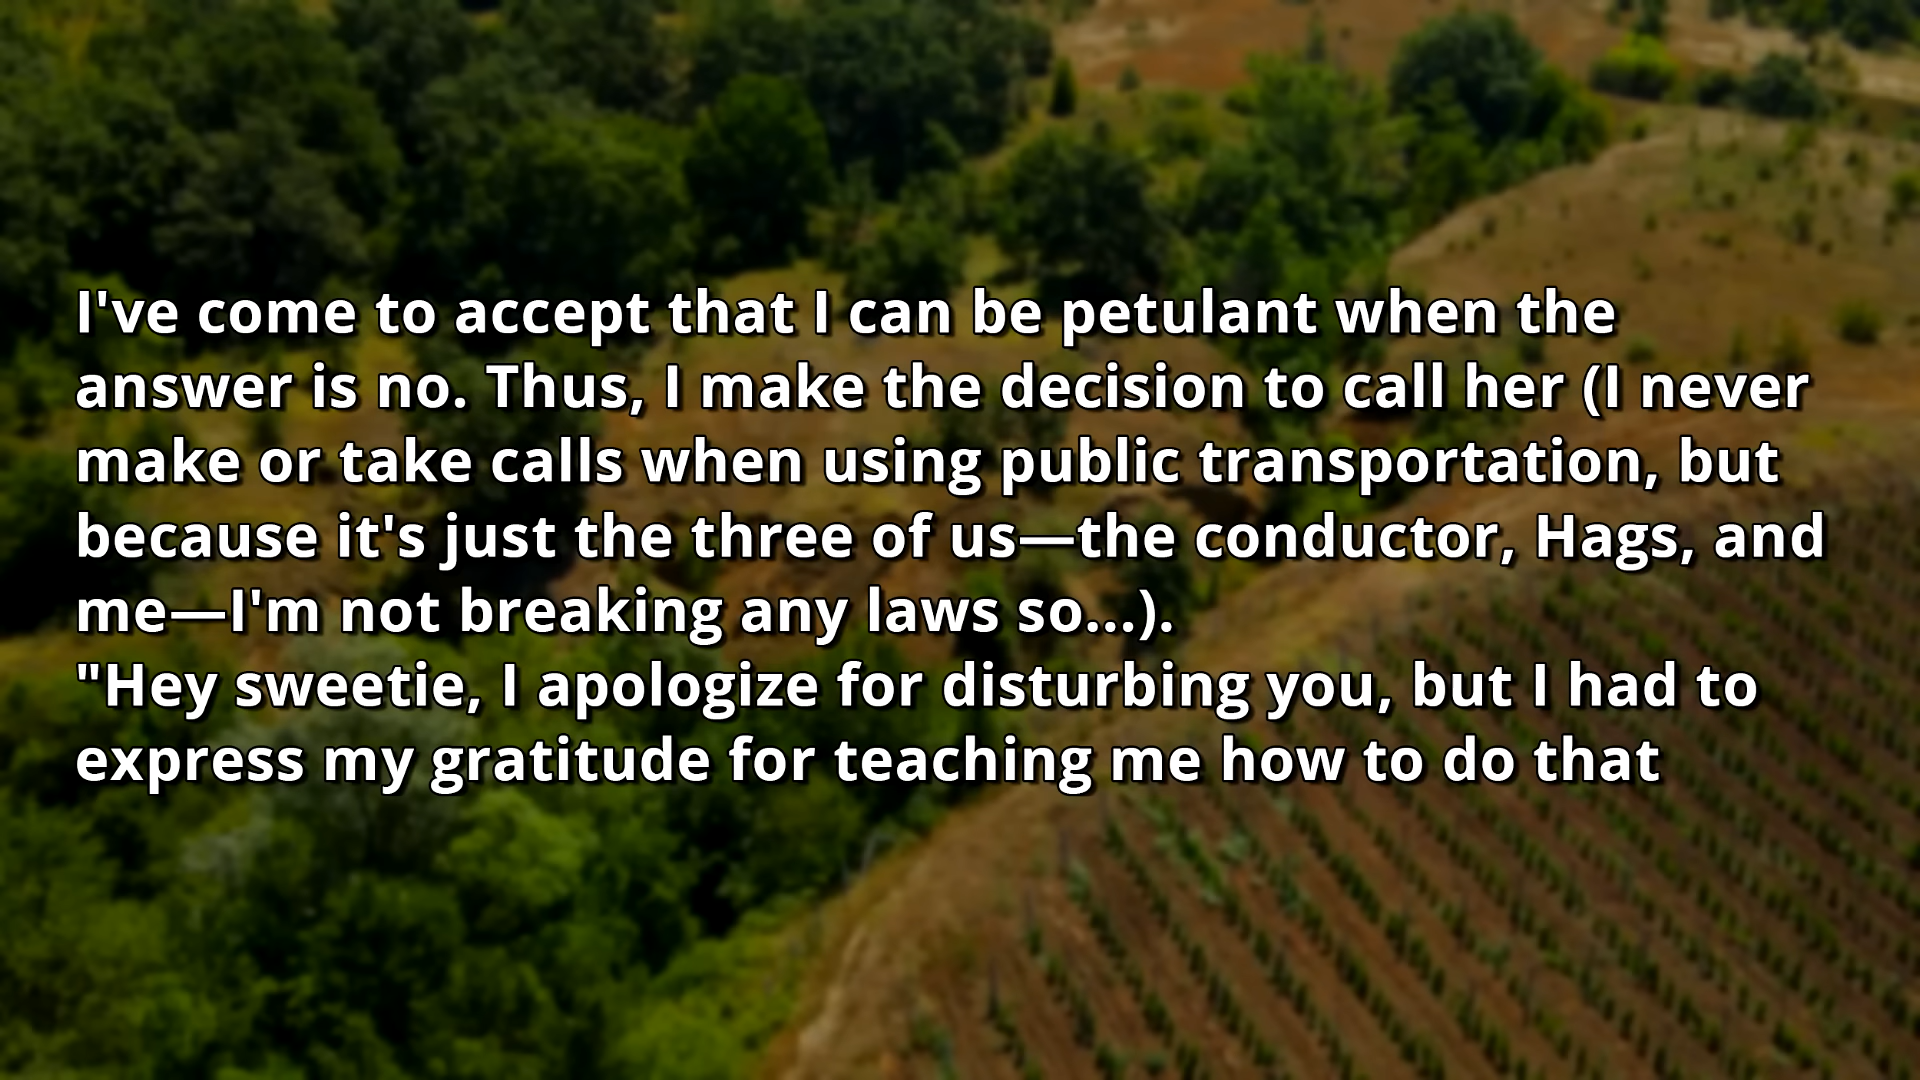 I've come to accept that I can be petulant when the
answer is no. Thus, I make the decision to call her (I never
make or take calls when using public transportation, but
because it's just the three of us—the conductor, Hags, and
me—I'm not breaking any laws so...).
"Hey sweetie, I apologize for disturbing you, but I had to
express my gratitude for teaching me how to do that